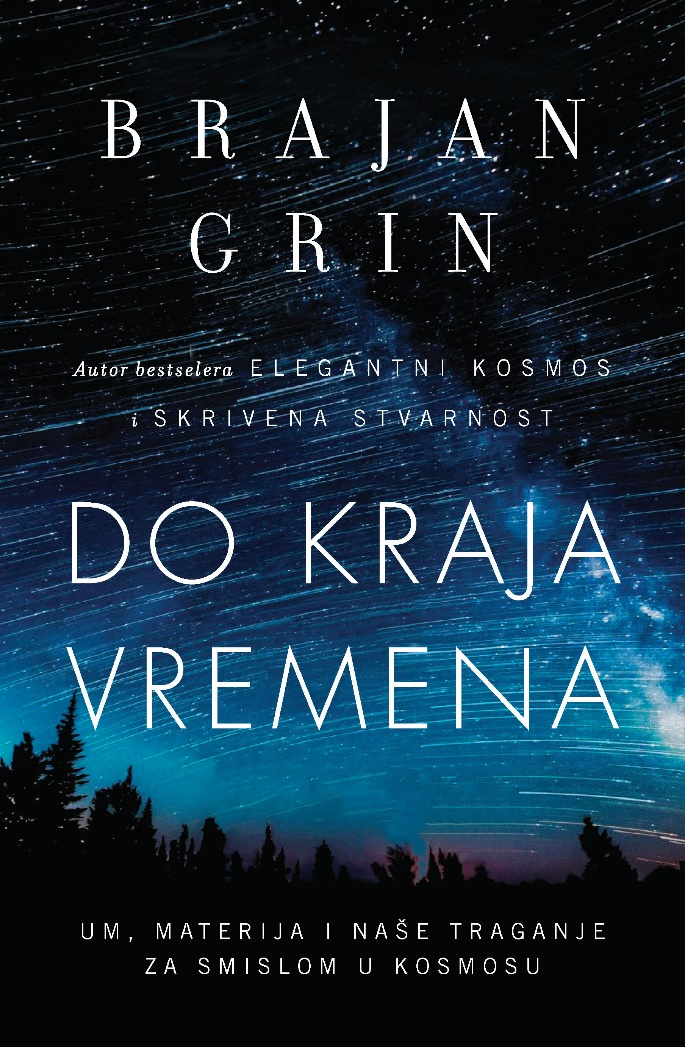 BRAJAN
GRIN
Autor bestselera ELEGANTNI KOSMOS
i SKRIVENA STVARNOST
DO KRAJA
VREMENA
UM, MATERIJA I NAŠE TRAGANJE
ZA SMISLOM U KOSMOSU